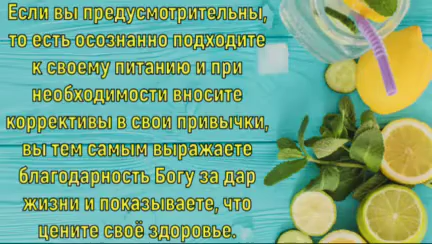 Если вы предусмотрительны,
то есть осознанно подходите
к своему питанию и при
необходимости вносите
коррективы в свои привычки,
вы тем самым выражаете
благодарность Богу за дар
жизни и показываете, что
цените своё здоровье.